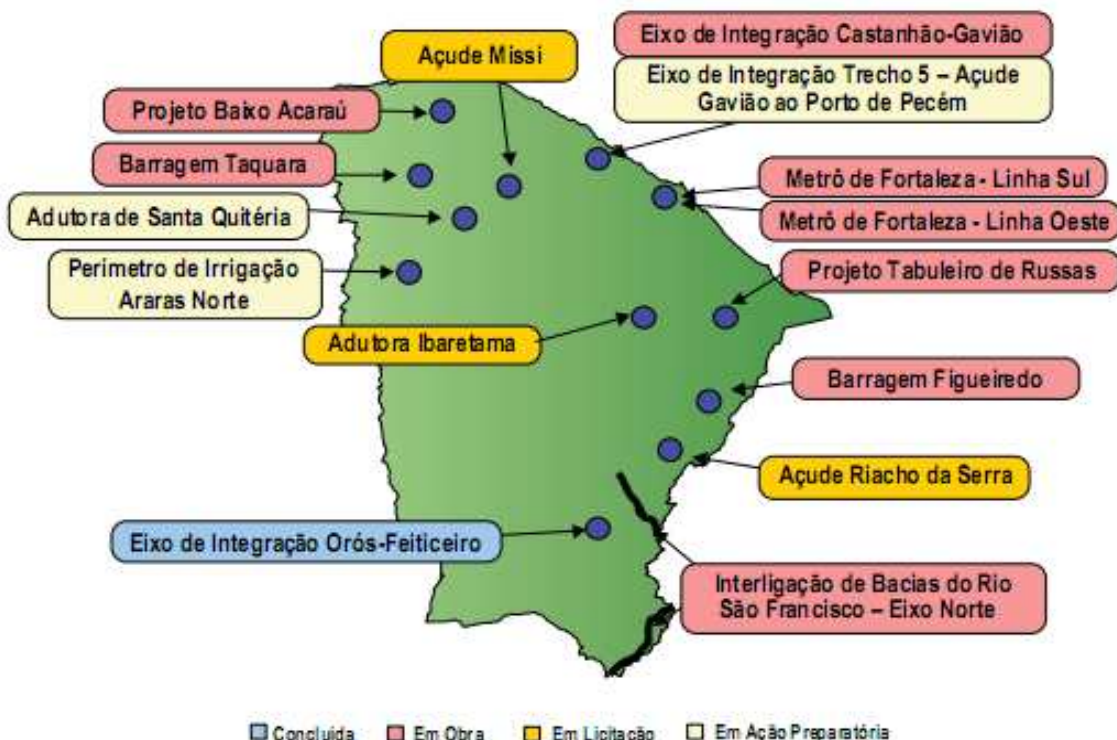 Eixo de Integração Castanhão-Gavião
Açude Missi
Eixo de Integração Trecho 5 – Açude
Gavião ao Porto de Pecém
Projeto Baixo Acaraú
Barragem Taquara
Metrô de Fortaleza - Linha Sul
Adutora de Santa Quitéria
Metrô de Fortaleza - Linha Oeste
Perimetro de Irrigação
Araras Norte
Projeto Tabuleiro de Russas
Adutora Ibaretama
Barragem Figueiredo
Açude Riacho da Serra
Eixo de Integração Orós-Feiticeiro
Interligação de Bacias do Rio
São Francisco – Eixo Norte
Concluída Em Obra Em Licitação Em Ação Preparatória